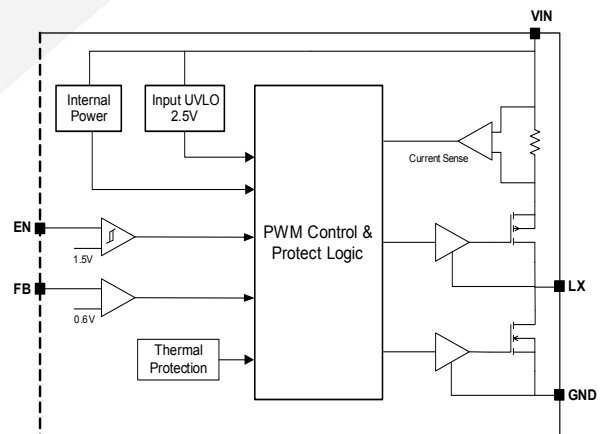 VIN
Internal
Power
Input UVLO
2.5V
Current Sense
EN
1.5V
PWM Control &
Protect Logic
FB
0.6V
LX
Thermal
Protection
GND